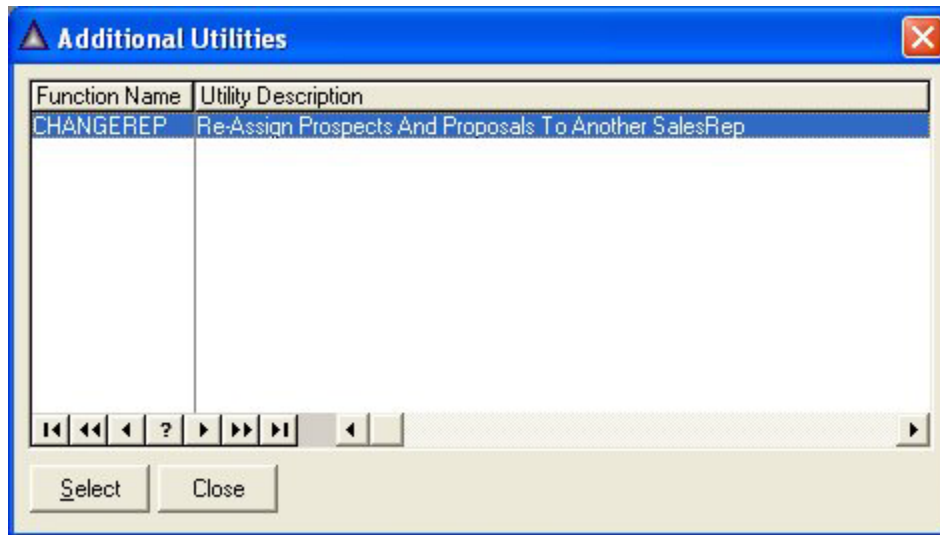 Additional Utilities
Function Name Utility Description
CHANGEREP Re-Assign Prospects And Proposals To Another SalesRep
?
Select Close